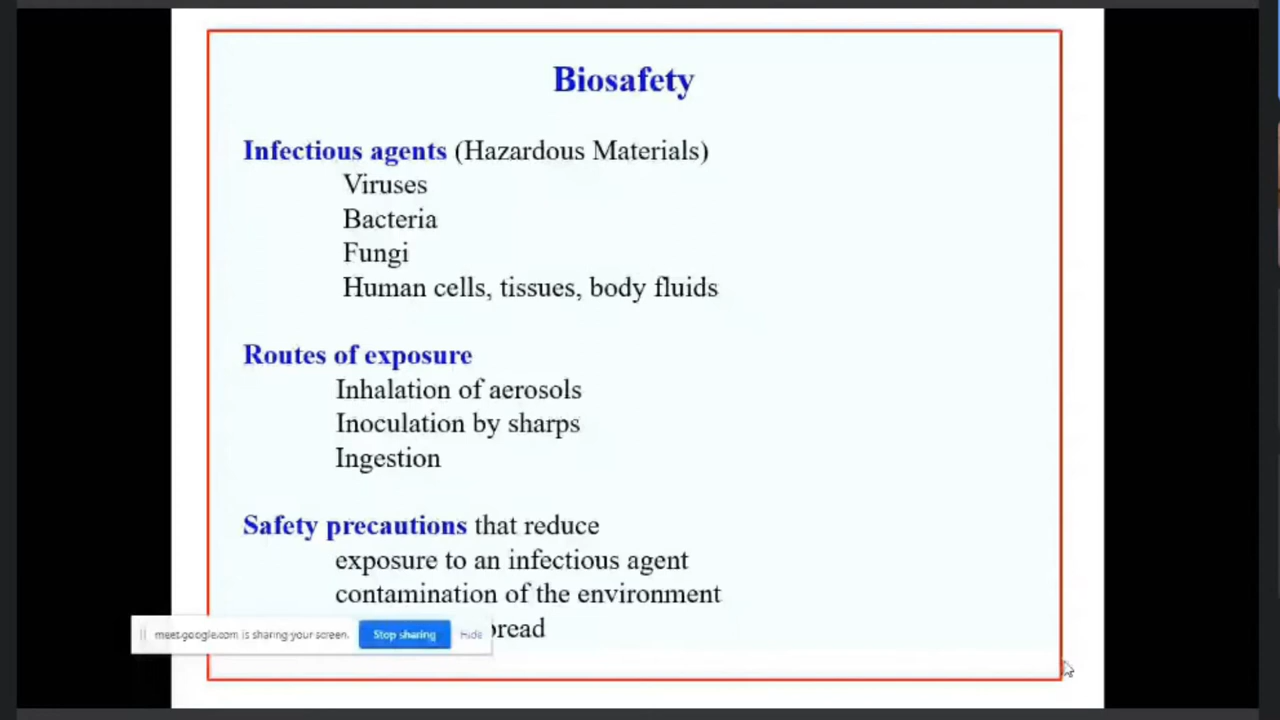 Biosafety
Infectious agents (Hazardous Materials)
Viruses
Bacteria
Fungi
Human cells, tissues, body fluids
Routes of exposure
Inhalation of aerosols
Inoculation by sharps
Ingestion
Safety precautions that reduce
exposure to an infectious agent
contamination of the environment
meet.google.com is sharing your screen. Stop sharing Hide